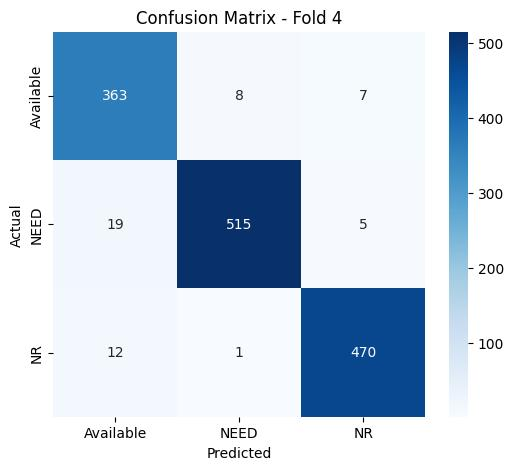 Confusion Matrix - Fold 4
Actual
Available
363 8 7
NEED
19 515 5
NR
12 1 470
Available NEED NR
Predicted
500
400
300
200
100